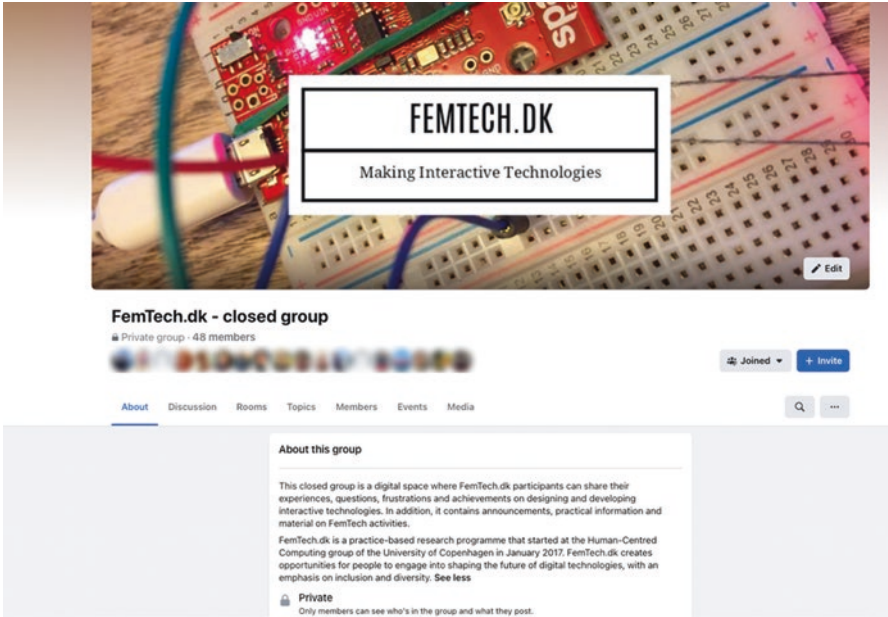 FEMTECH.DK
Making Interactive Technologies
Edit
FemTech.dk - closed group
Private group · 48 members
Joined
+ Invite
About Discussion Rooms Topics Members Events Media
About this group
This closed group is a digital space where FemTech.dk participants can share their
experiences, questions, frustrations and achievements on designing and developing
interactive technologies. In addition, it contains announcements, practical information and
material on FemTech activities.
FemTech.dk is a practice-based research programme that started at the Human-Centred
Computing group of the University of Copenhagen in January 2017. FemTech.dk creates
opportunities for people to engage into shaping the future of digital technologies, with an
emphasis on inclusion and diversity. See less
Private
Only members can see who's in the group and what they post.